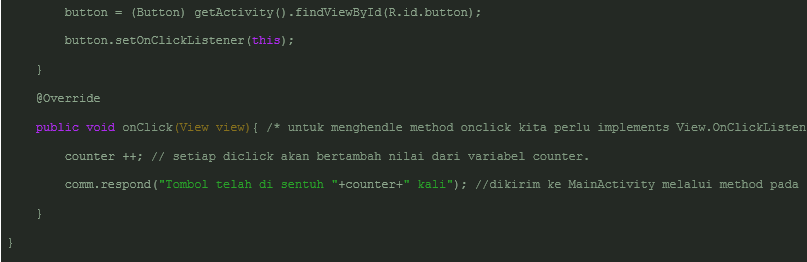 button = (Button) getActivity().findViewById(R.id.button);
button.setOnClickListener(this);
}
@Override
public void onClick(View view){ /* untuk menghendle method onclick kita perlu implements View.OnClickListen
counter ++; // setiap diclick akan bertambah nilai dari variabel counter.
comm.respond("Tombol telah di sentuh "+counter+" kali"); //dikirim ke MainActivity melalui method pada
}
}